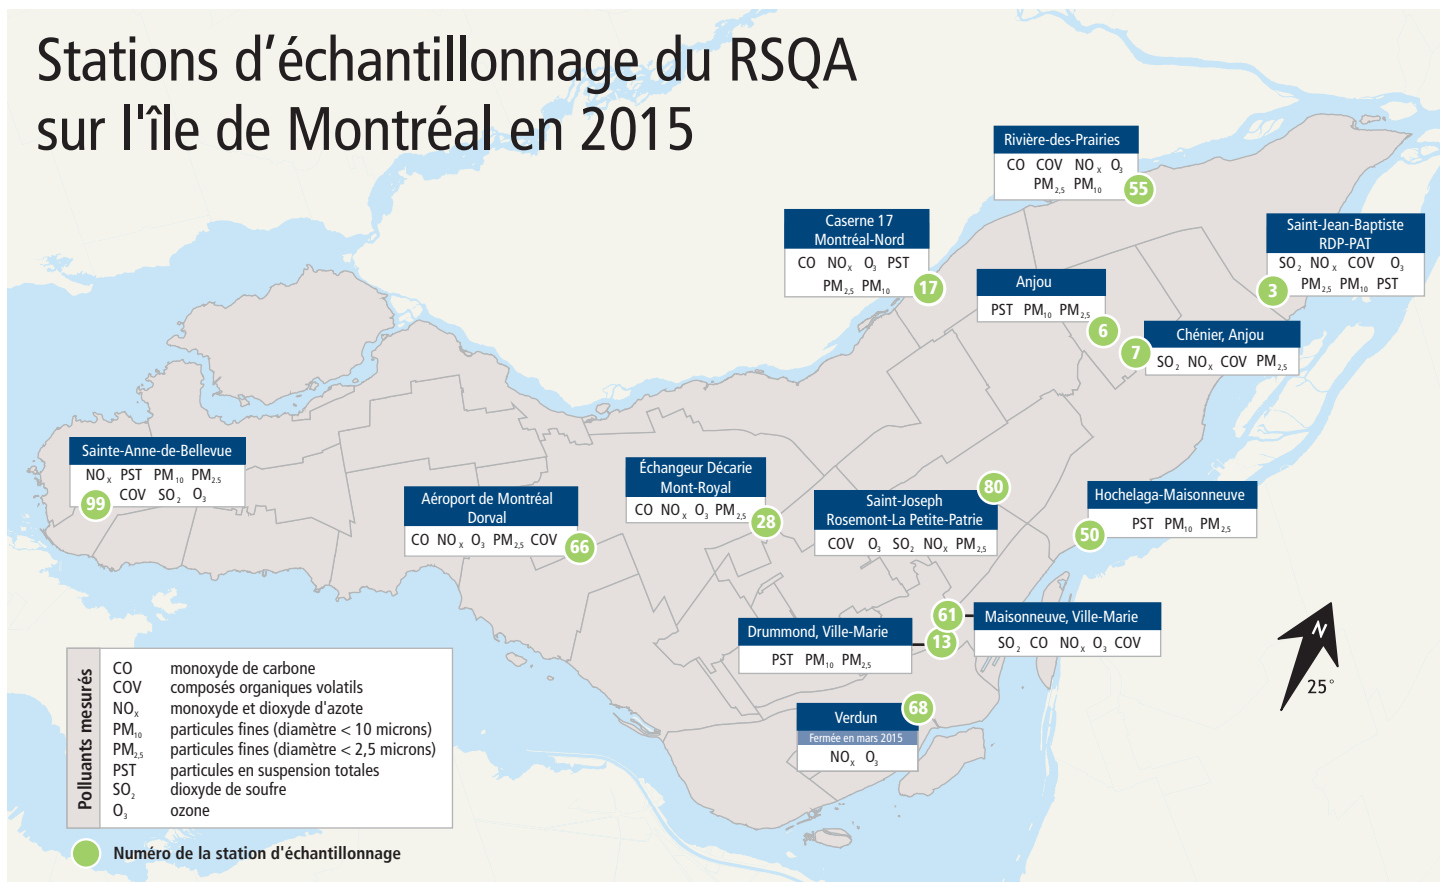 Stations d'échantillonnage du RSQA
sur l'île de Montréal en 2015
Rivière-des-Prairies
CO COV NOx O3
PM2,5 PM10
55
Caserne 17
Montréal-Nord
CO NOx O3 PST
PM2,5 PM10
17
Saint-Jean-Baptiste
RDP-PAT
SO2 NOx COV O3
PM2,5 PM10 PST
3
Anjou
PST PM10 PM2,5
6
7
Chénier, Anjou
SO2 NOx COV PM2,5
Sainte-Anne-de-Bellevue
NOx PST PM10 PM2.5
COV SO2 O3
99
Aéroport de Montréal
Dorval
CO NOx O3 PM2,5 COV
66
Échangeur Décarie
Mont-Royal
CO NOx O3 PM2,5
28
80
Saint-Joseph
Rosemont-La Petite-Patrie
COV O3 SO2 NOx PM2,5
Hochelaga-Maisonneuve
PST PM10 PM2,5
50
61
Maisonneuve, Ville-Marie
SO2 CO NOx O3 COV
Drummond, Ville-Marie
13
PST PM10 PM2,5
68
Verdun
Fermée en mars 2015
NOx O3
N
25°
Polluants mesurés
CO monoxyde de carbone
COV composés organiques volatils
NOx monoxyde et dioxyde d'azote
PM10 particules fines (diamètre < 10 microns)
PM2,5 particules fines (diamètre < 2,5 microns)
PST particules en suspension totales
SO2 dioxyde de soufre
O3 ozone
Numéro de la station d'échantillonnage